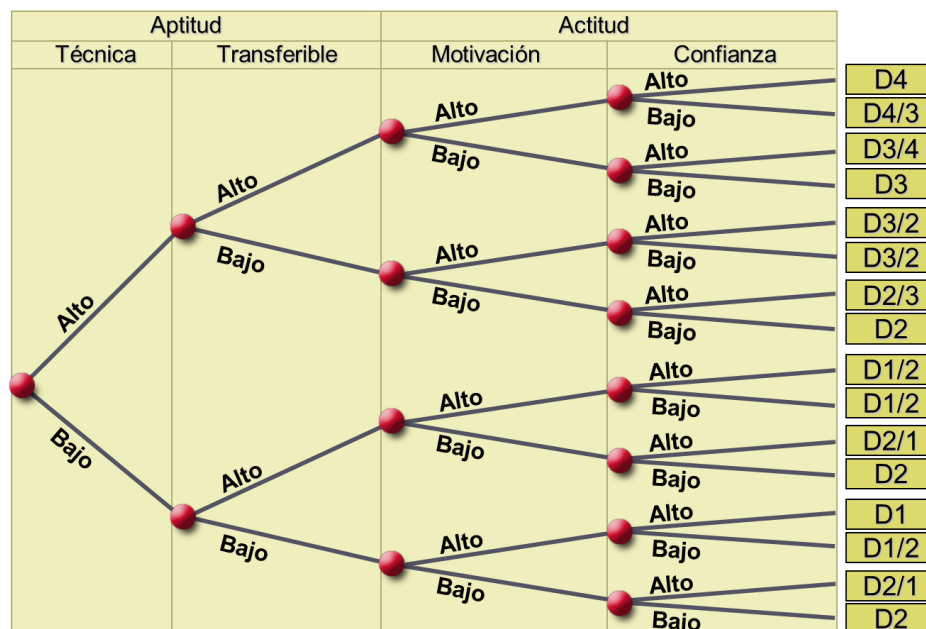 Aptitud Actitud
Técnica Transferible Motivación Confianza
Alto D4
Alto
Bajo D4/3
Alto
Bajo
Alto D3/4
Bajo D3
Alto
Alto D3/2
Alto
Bajo D3/2
Bajo
Bajo
Alto D2/3
Bajo D2
Alto D1/2
Alto
Bajo D1/2
Alto
Bajo
Alto D2/1
Bajo D2
Bajo
Alto D1
Alto
Bajo D1/2
Bajo
Bajo
Alto D2/1
Bajo D2